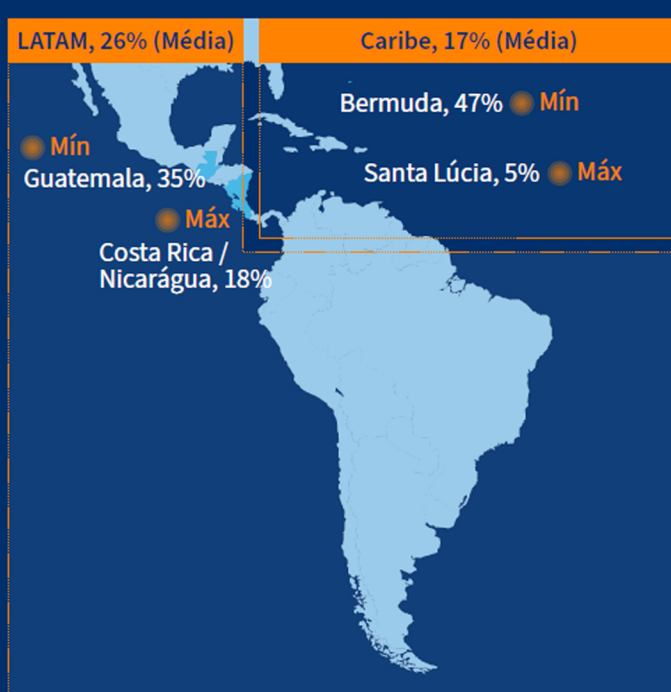 LATAM, 26% (Média)
Caribe, 17% (Média)
Bermuda, 47% Mín
Mín
Guatemala, 35%
Santa Lúcia, 5% Máx
Máx
Costa Rica /
Nicarágua, 18%